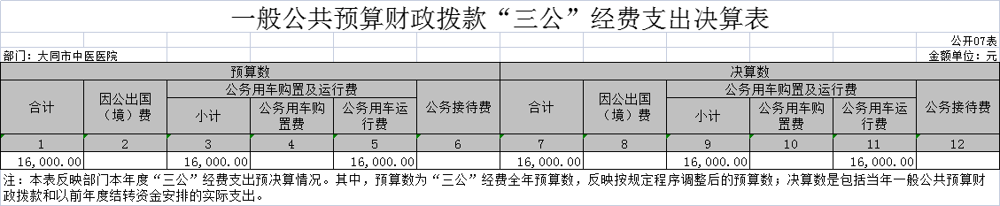 一般公共预算财政拨款“三公”经费支出决算表
公开07表
部门：大同市中医医院 金额单位：元
预算数 决算数
合计 因公出国（境）费 公务用车购置及运行费 公务接待费 合计 因公出国（境）费 公务用车购置及运行费 公务接待费
小计 公务用车购置费 公务用车运行费 小计 公务用车购置费 公务用车运行费
1 2 3 4 5 6 7 8 9 10 11 12
16,000.00 16,000.00 16,000.00 16,000.00 16,000.00 16,000.00
注：本表反映部门本年度“三公”经费支出预决算情况。其中，预算数为“三公”经费全年预算数，反映按规定程序调整后的预算数；决算数是包括当年一般公共预算财
政拨款和以前年度结转资金安排的实际支出。